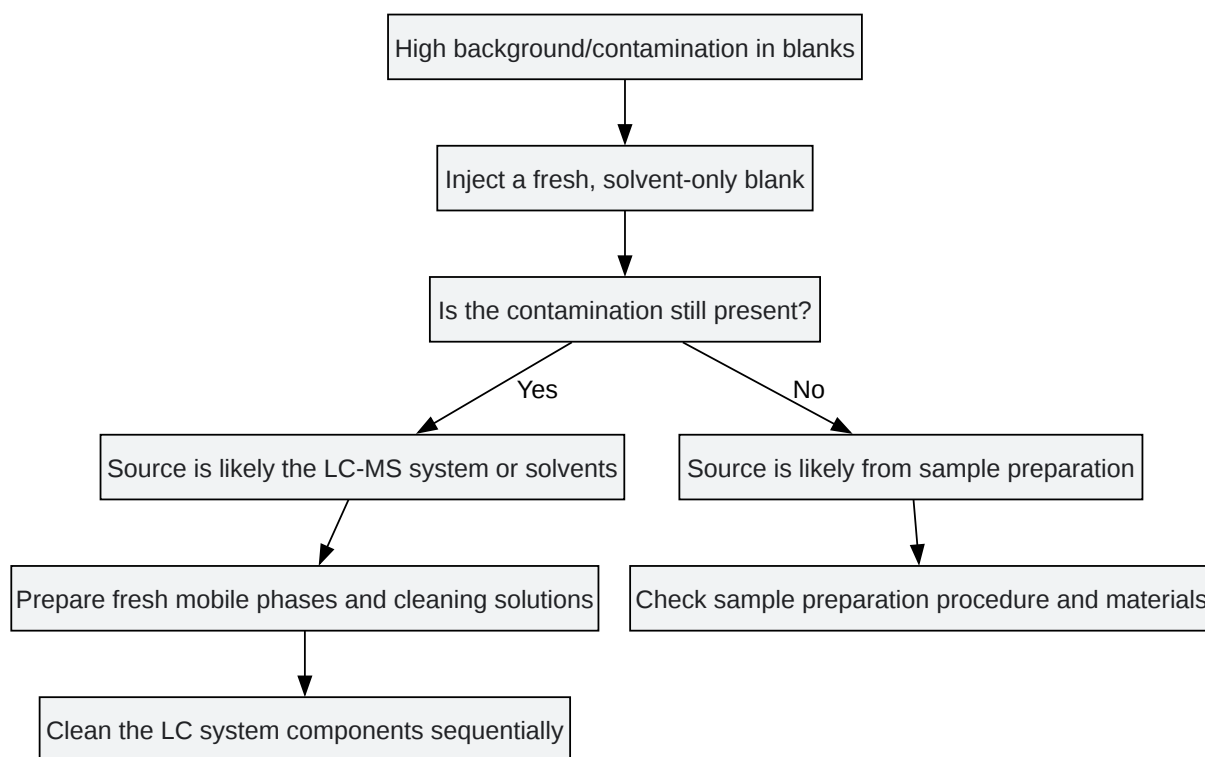 High background/contamination in blanks
Inject a fresh, solvent-only blank
Is the contamination still present?
Yes
No
Source is likely the LC-MS system or solvents
Source is likely from sample preparation
Prepare fresh mobile phases and cleaning solutions
Check sample preparation procedure and materials
Clean the LC system components sequentially